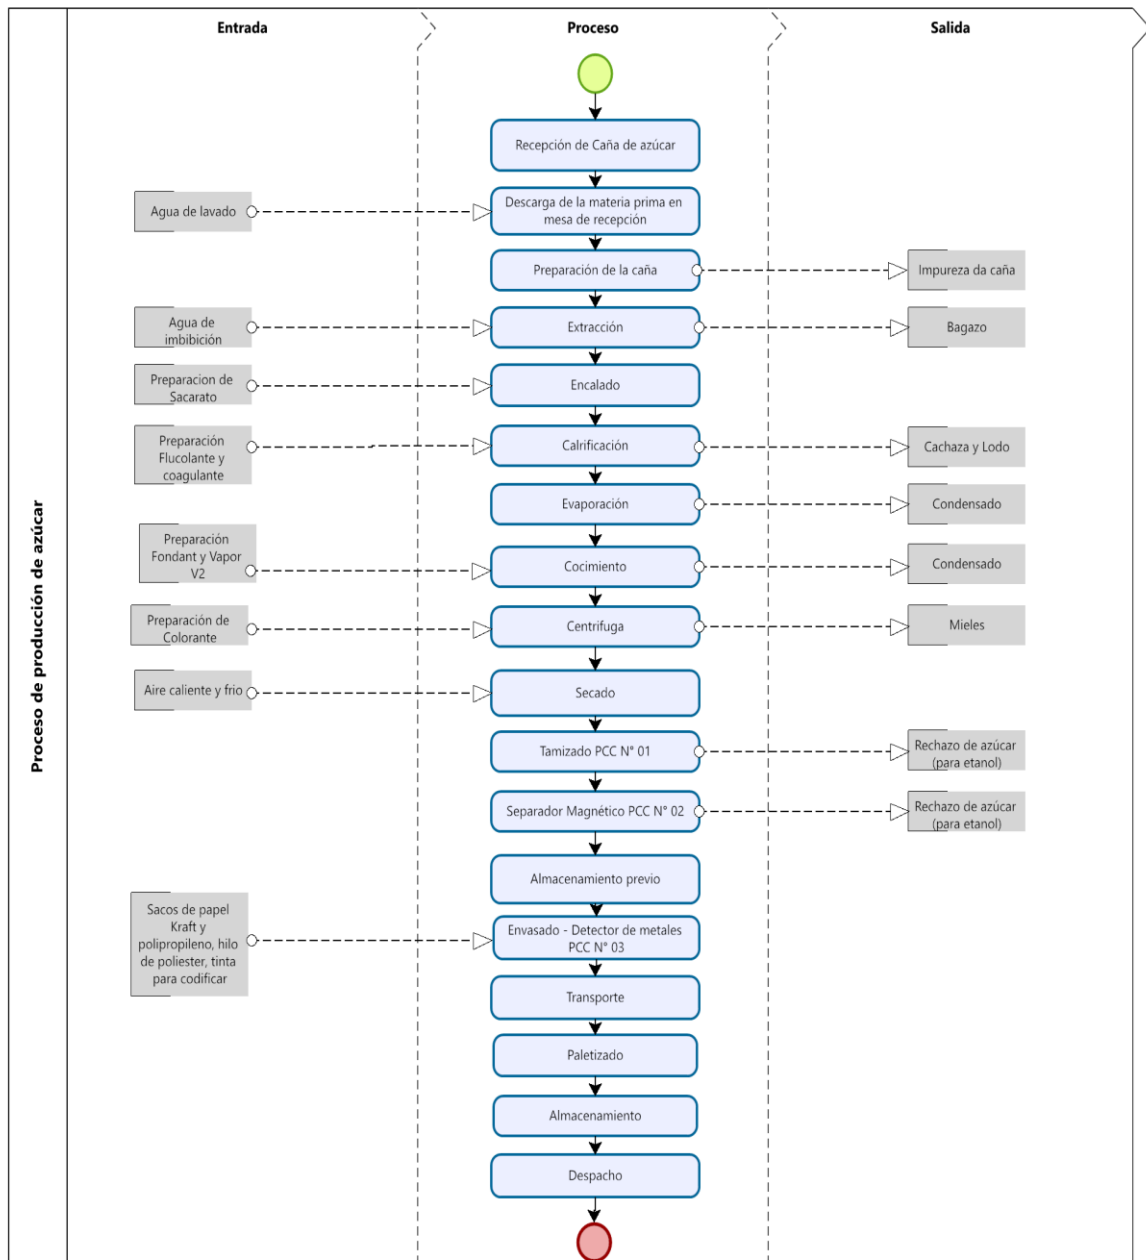 Entrada
Proceso
Salida
Proceso de producción de azúcar
Recepción de Caña de azúcar
Agua de lavado
Descarga de la materia prima en
mesa de recepción
Preparación de la caña
Impureza da caña
Agua de
imbibición
Extracción
Bagazo
Preparacion de
Sacarato
Encalado
Preparación
Flucolante y
coagulante
Calrificación
Cachaza y Lodo
Evaporación
Condensado
Preparación
Fondant y Vapor
V2
Cocimiento
Condensado
Preparación de
Colorante
Centrifuga
Mieles
Aire caliente y frio
Secado
Tamizado PCC N° 01
Rechazo de azúcar
(para etanol)
Separador Magnético PCC N° 02
Rechazo de azúcar
(para etanol)
Almacenamiento previo
Sacos de papel
Kraft y
polipropileno, hilo
de poliester, tinta
para codificar
Envasado - Detector de metales
PCC N° 03
Transporte
Paletizado
Almacenamiento
Despacho